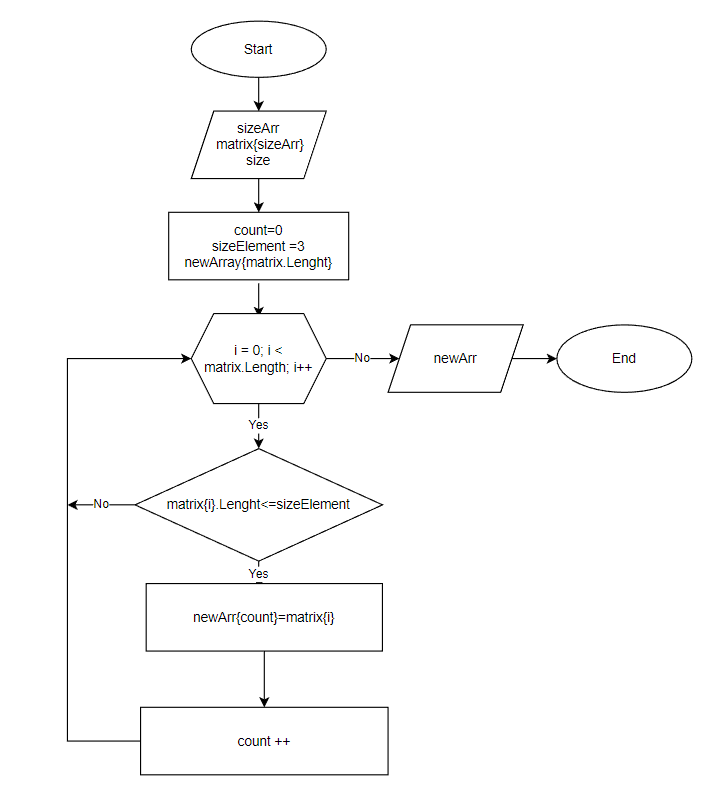 Start
sizeArr
matrix{sizeArr}
size
count=0
sizeElement =3
newArray{matrix.Lenght}
i = 0; i <
matrix.Length; i++
No
newArr
End
Yes
matrix{i}.Lenght<=sizeElement
No
Yes
newArr{count}=matrix{i}
count ++